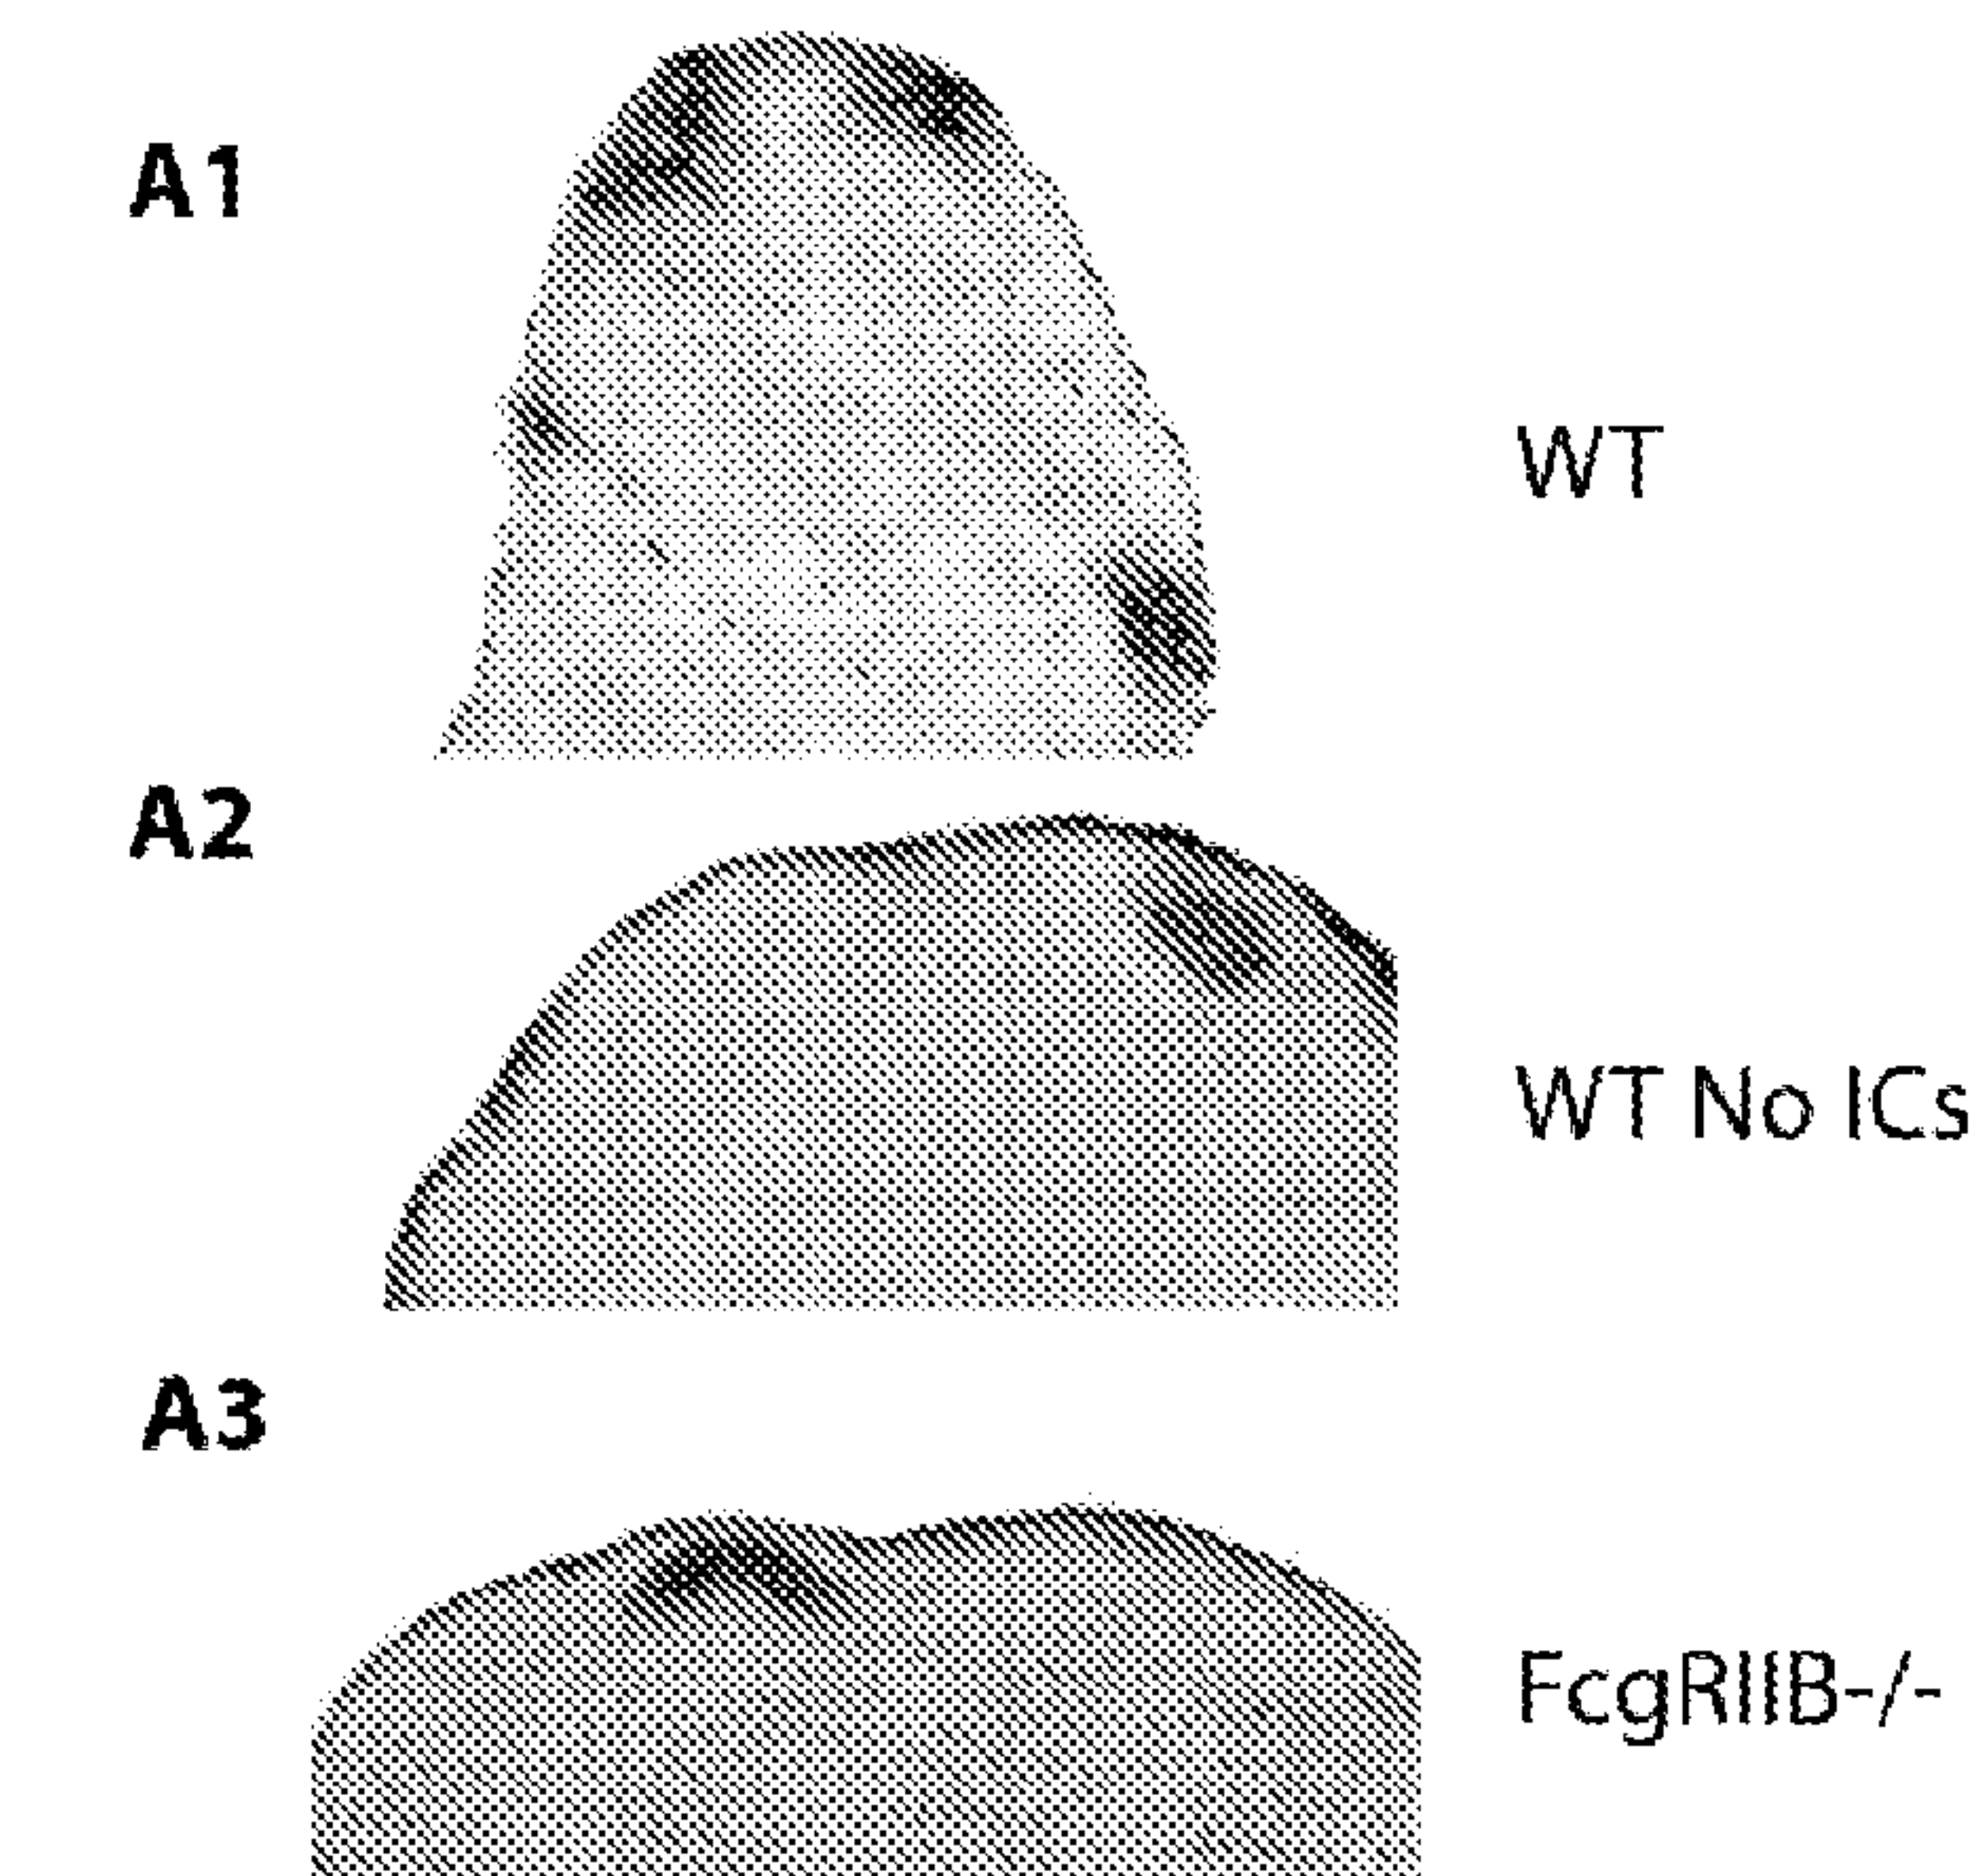 A1
WT
A2
WT No ICs
A3
FcgRIIB-/-